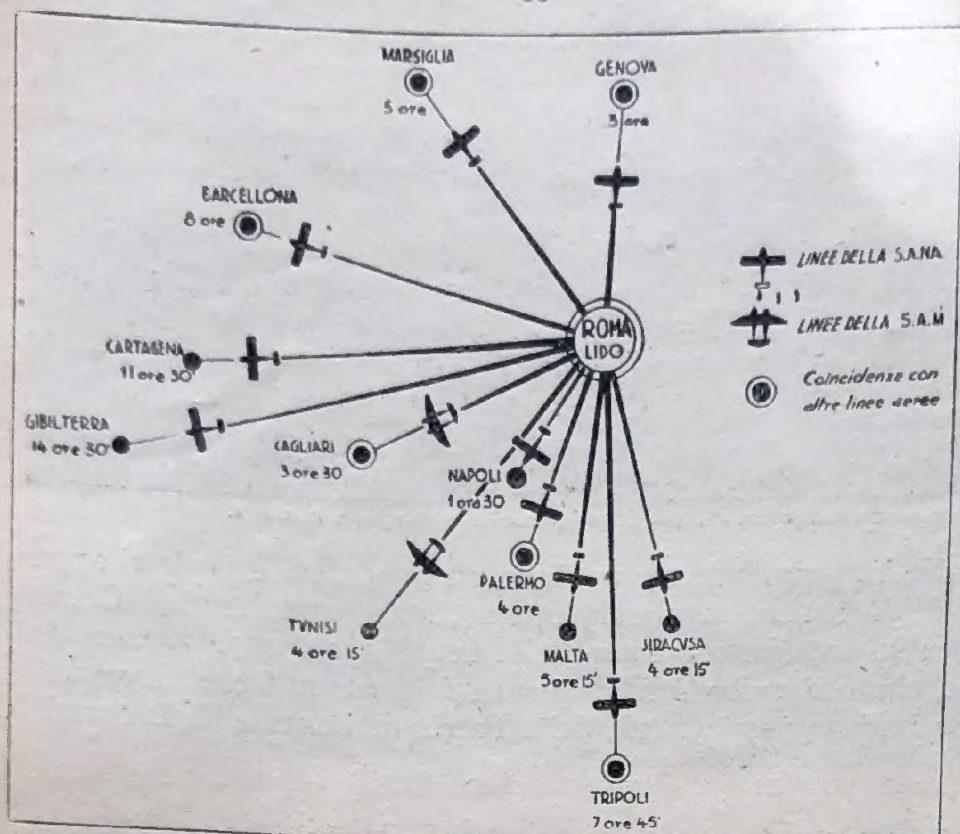 MARSIGLIA
5 ore
GENOVA
3 ore
BARCELLONA
8 ore
LINEE DELLA S.A.NA
ROMA
LIDO
LINEE DELLA S.A.M
CARTAGENA
11 ore 30'
Coincidenze con
altre linee aeree
GIBILTERRA
14 ore 30'
CAGLIARI
3 ore 30
NAPOLI
1 ora 30
PALERMO
4 ore
TVNISI
4 ore 15'
MALTA
5 ore 15'
SIRACVSA
4 ore 15'
TRIPOLI
7 ore 45'